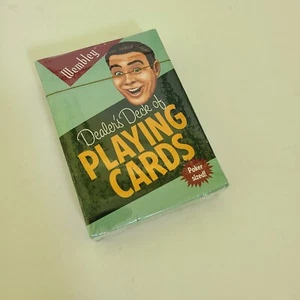 Wembley
Dealer's Deck of
PLAYING
CARDS
Poker
sized!